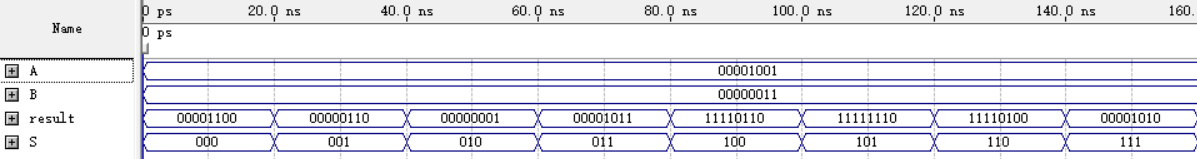 0 ps 20.0 ns 40.0 ns 60.0 ns 80.0 ns 100.0 ns 120.0 ns 140.0 ns 160.
Name
0 ps
A 00001001
B 00000011
result 00001100 00000110 00000001 00001011 11110110 11111110 11110100 00001010
S 000 001 010 011 100 101 110 111